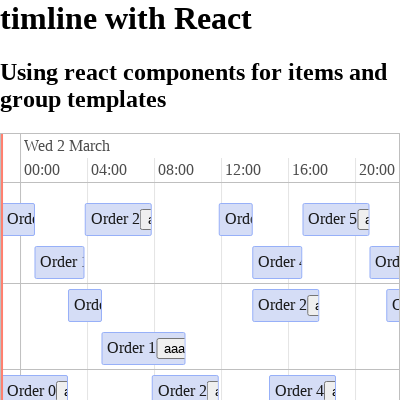 timline with React
Using react components for items and
group templates
Wed 2 March
00:00 04:00 08:00 12:00 16:00 20:00
Order 2 Order 5
Order
Order 2
Order 1 aaa
Order 0 Order 2 Order 4